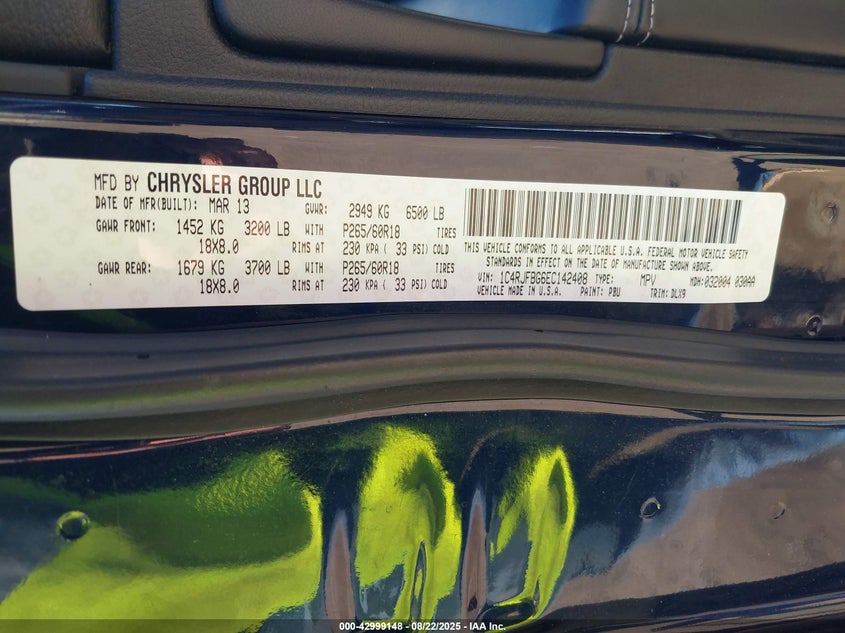 MFD BY CHRYSLER GROUP LLC
DATE OF MFR(BUILT): MAR 13 GVWR: 2949 KG 6500 LB
GAWR FRONT: 1452 KG 3200 LB WITH P265/60R18 TIRES
18X8.0 RIMS AT 230 KPA ( 33 PSI) COLD
GAWR REAR: 1679 KG 3700 LB WITH P265/60R18 TIRES
18X8.0 RIMS AT 230 KPA ( 33 PSI) COLD
THIS VEHICLE CONFORMS TO ALL APPLICABLE U.S.A. FEDERAL MOTOR VEHICLE SAFETY
STANDARDS IN EFFECT ON THE DATE OF MANUFACTURE SHOWN ABOVE.
VIN: 1C4RJFBG6EC142408 TYPE: MPV MDH: 032004 030AA
VEHICLE MADE IN U.S.A. PAINT: PBU TRIM: DLX9
000-42999148 - 08/22/2025 - IAA Inc.